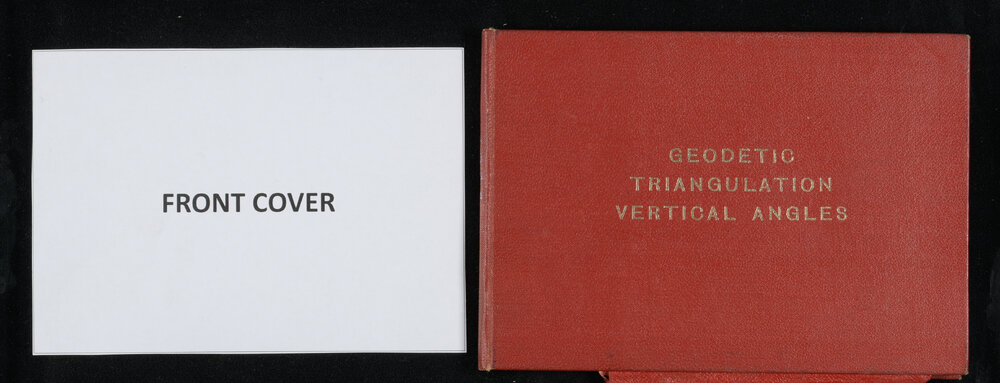 FRONT COVER
GEODETIC
TRIANGULATION
VERTICAL ANGLES